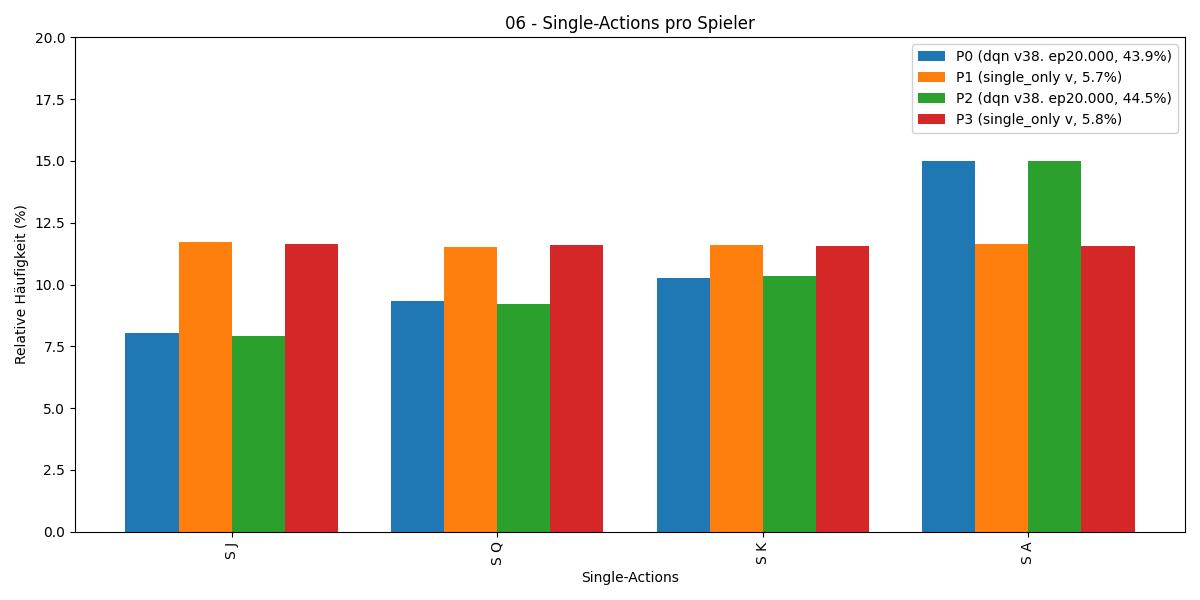 06 - Single-Actions pro Spieler
P0 (dqn v38. ep20.000, 43.9%)
P1 (single_only v, 5.7%)
P2 (dqn v38. ep20.000, 44.5%)
P3 (single_only v, 5.8%)
Relative Häufigkeit (%)
20.0
17.5
15.0
12.5
10.0
7.5
5.0
2.5
0.0
S J
S Q
S K
S A
Single-Actions